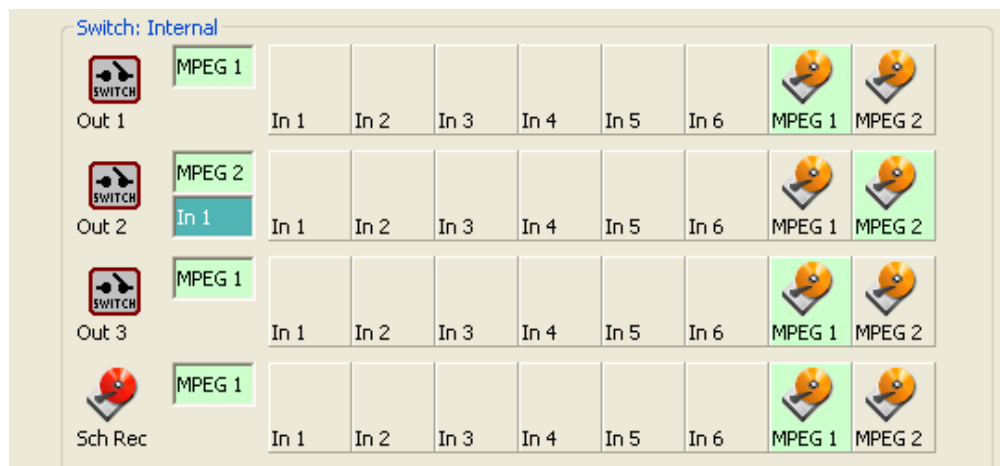 Switch: Internal
SWITCH MPEG 1
Out 1 In 1 In 2 In 3 In 4 In 5 In 6 MPEG 1 MPEG 2
MPEG 2
SWITCH
In 1
Out 2 In 1 In 2 In 3 In 4 In 5 In 6 MPEG 1 MPEG 2
MPEG 1
SWITCH
Out 3 In 1 In 2 In 3 In 4 In 5 In 6 MPEG 1 MPEG 2
MPEG 1
Sch Rec In 1 In 2 In 3 In 4 In 5 In 6 MPEG 1 MPEG 2